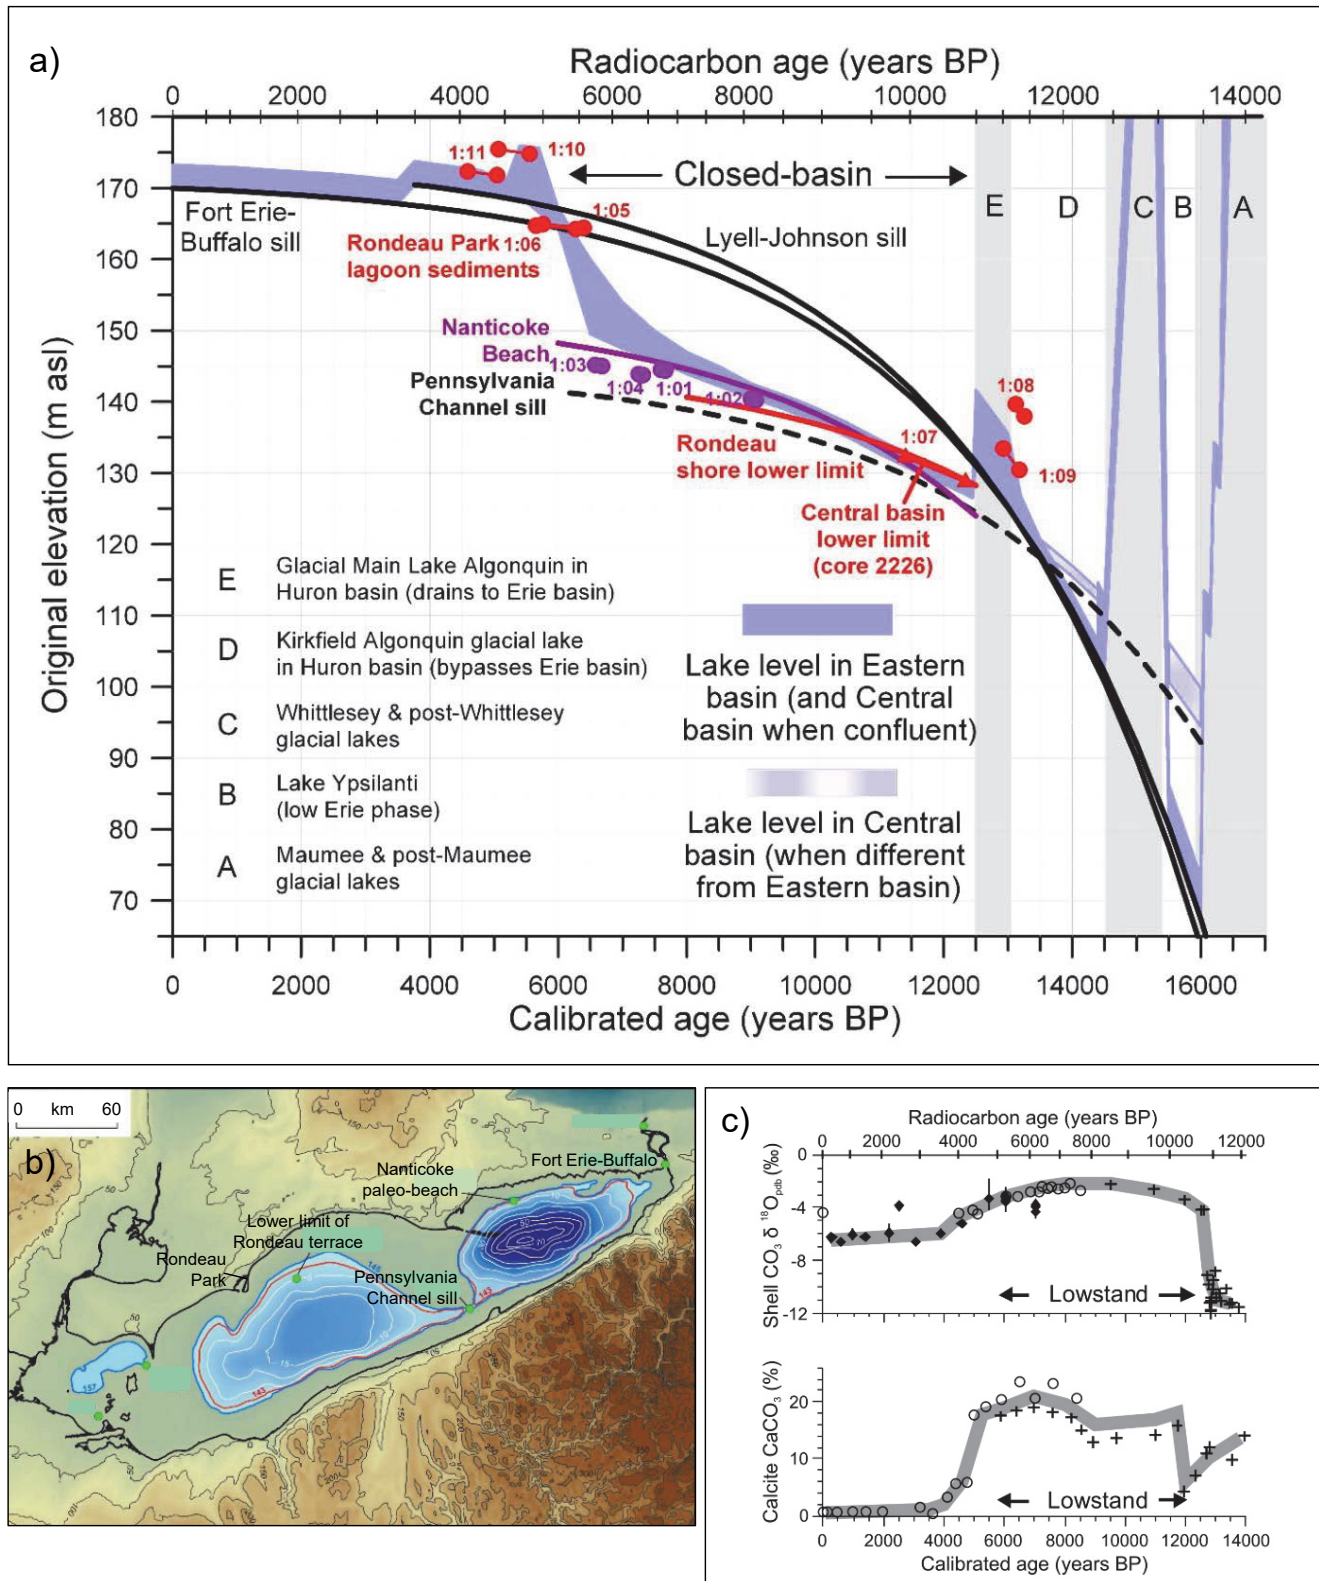 a)
Radiocarbon age (years BP)
0 2000 4000 6000 8000 10000 12000 14000
180
170
160
150
140
130
120
110
100
90
80
70
Original elevation (m asl)
1:11
1:10
Closed-basin
E D C B A
Fort Erie-
Buffalo sill
1:05
Rondeau Park 1:06
lagoon sediments
Lyell-Johnson sill
Nanticoke
Beach
1:03
1:04
1:01
1:02
Pennsylvania
Channel sill
1:08
1:07
1:09
Rondeau
shore lower limit
Central basin
lower limit
(core 2226)
E Glacial Main Lake Algonquin in
Huron basin (drains to Erie basin)
D Kirkfield Algonquin glacial lake
in Huron basin (bypasses Erie basin)
C Whittlesey & post-Whittlesey
glacial lakes
B Lake Ypsilanti
(low Erie phase)
A Maumee & post-Maumee
glacial lakes
Lake level in Eastern
basin (and Central
basin when confluent)
Lake level in Central
basin (when different
from Eastern basin)
0 2000 4000 6000 8000 10000 12000 14000 16000
Calibrated age (years BP)
0 km 60
b)
Fort Erie-Buffalo
Nanticoke
paleo-beach
Lower limit of
Rondeau terrace
Rondeau
Park
Pennsylvania
Channel sill
143
143
157
c)
Radiocarbon age (years BP)
0 2000 4000 6000 8000 10000 12000
0
-4
-8
-12
Shell CO₃ δ ¹⁸O pdb (‰)
Lowstand
20
10
0
Calcite CaCO₃ (%)
Lowstand
0 2000 4000 6000 8000 10000 12000 14000
Calibrated age (years BP)